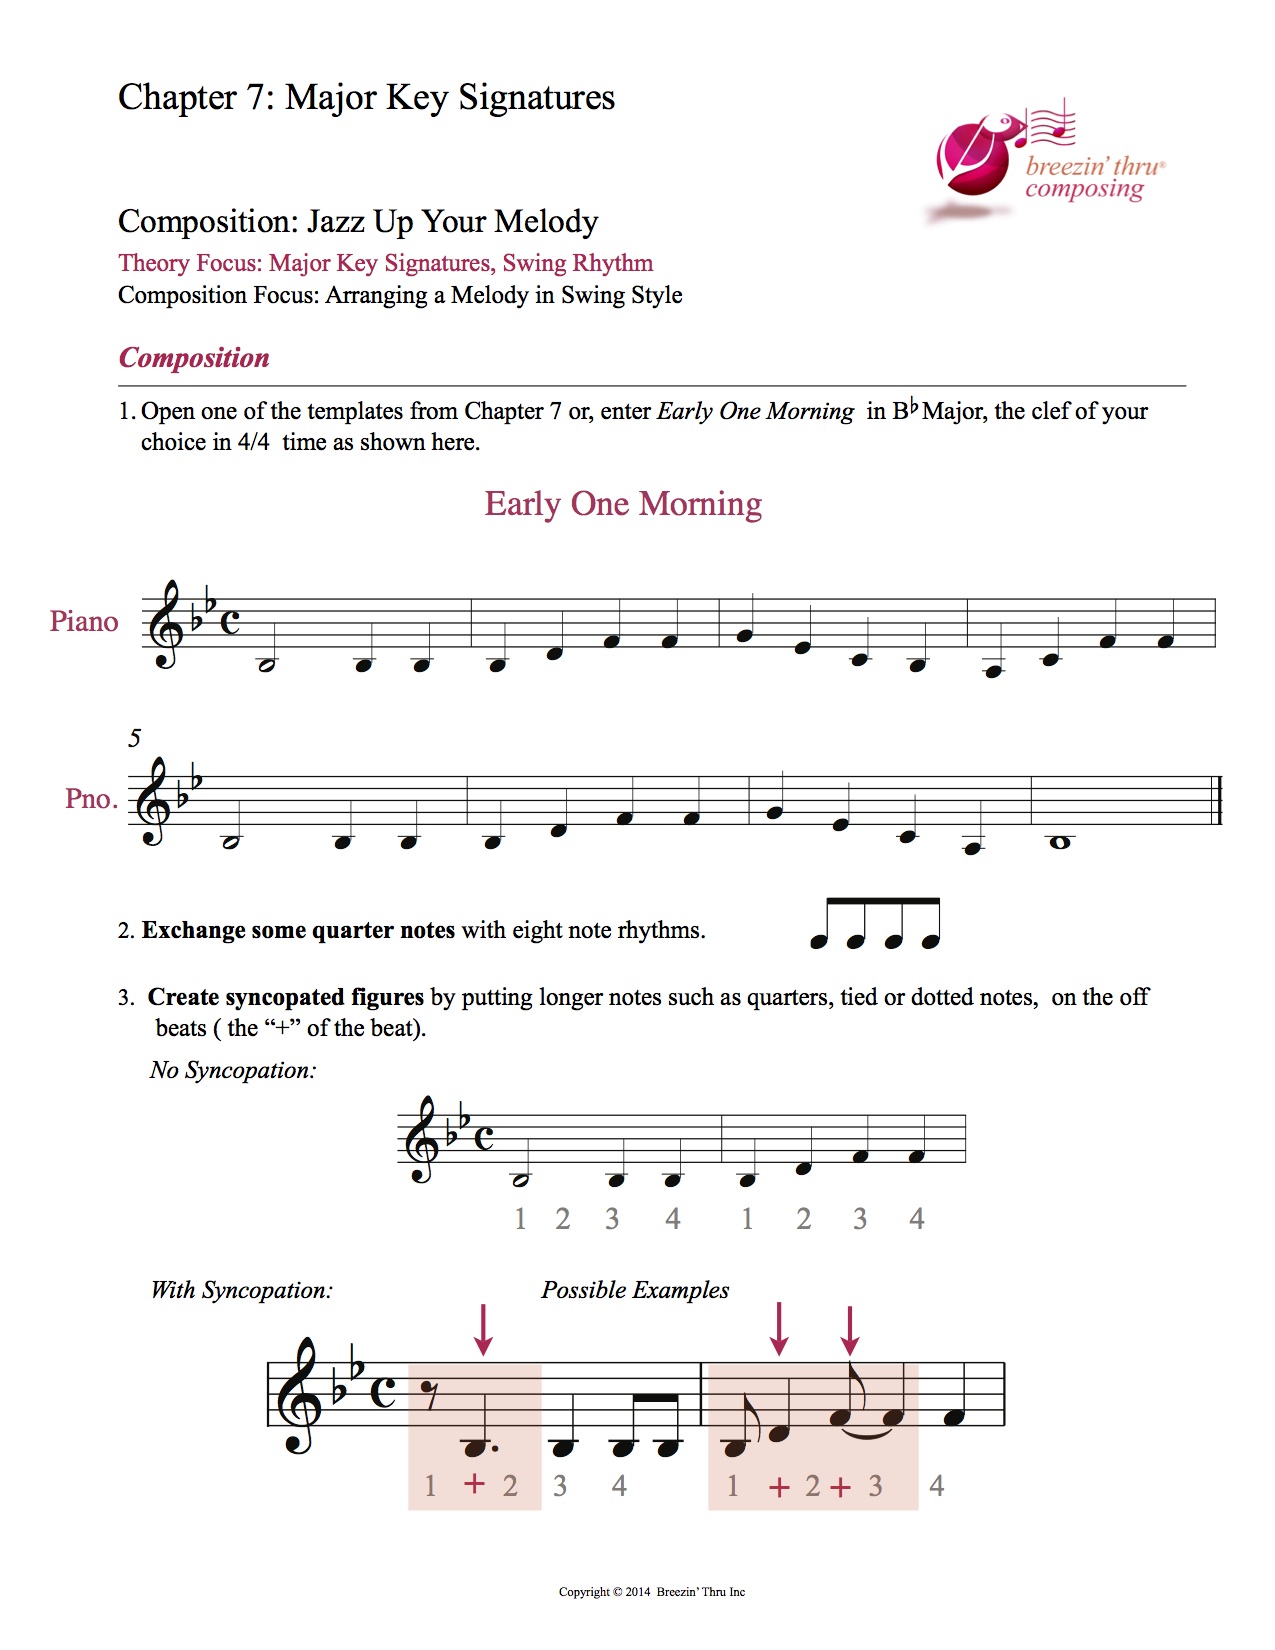 Chapter 7: Major Key Signatures
breezin' thru®
composing
Composition: Jazz Up Your Melody
Theory Focus: Major Key Signatures, Swing Rhythm
Composition Focus: Arranging a Melody in Swing Style
Composition
1. Open one of the templates from Chapter 7 or, enter Early One Morning in B♭ Major, the clef of your
choice in 4/4 time as shown here.
Early One Morning
Piano
5
Pno.
2. Exchange some quarter notes with eight note rhythms.
3. Create syncopated figures by putting longer notes such as quarters, tied or dotted notes, on the off
beats ( the “+” of the beat).
No Syncopation:
1 2 3 4 1 2 3 4
With Syncopation: Possible Examples
1 + 2 3 4 1 + 2 + 3 4
Copyright © 2014 Breezin' Thru Inc